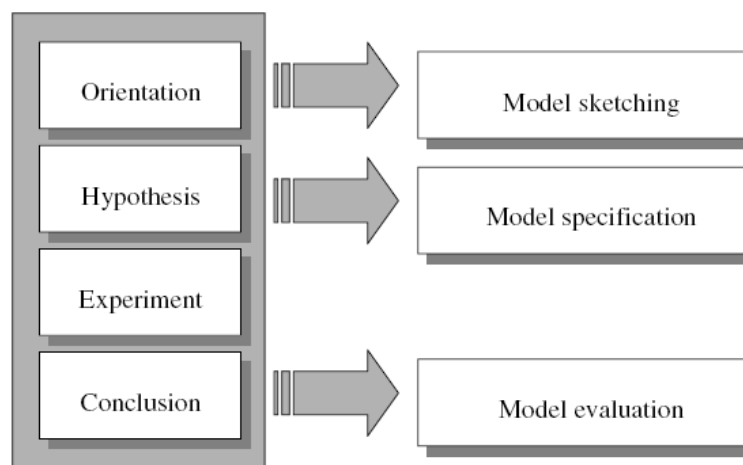 Orientation
Model sketching
Hypothesis
Model specification
Experiment
Conclusion
Model evaluation